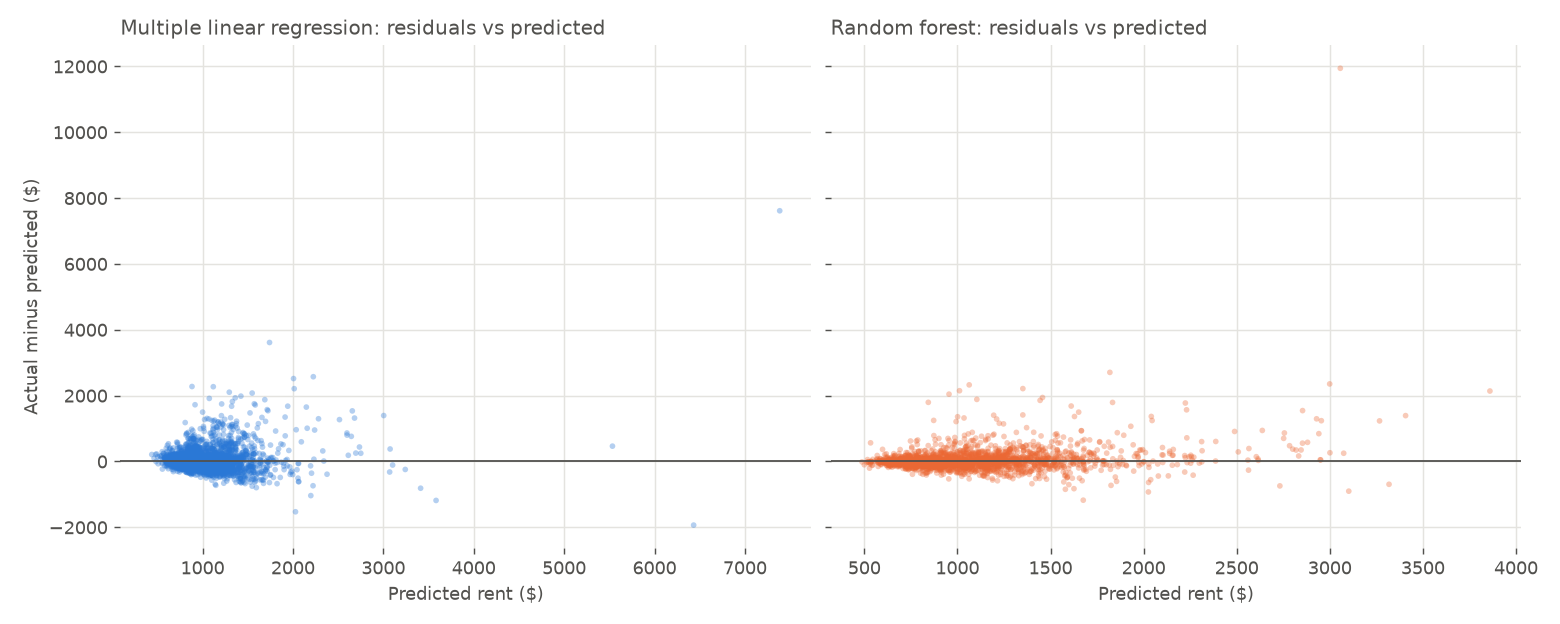 Multiple linear regression: residuals vs predicted
Random forest: residuals vs predicted
Actual minus predicted ($)
12000
10000
8000
6000
4000
2000
0
−2000
1000 2000 3000 4000 5000 6000 7000
500 1000 1500 2000 2500 3000 3500 4000
Predicted rent ($)
Predicted rent ($)